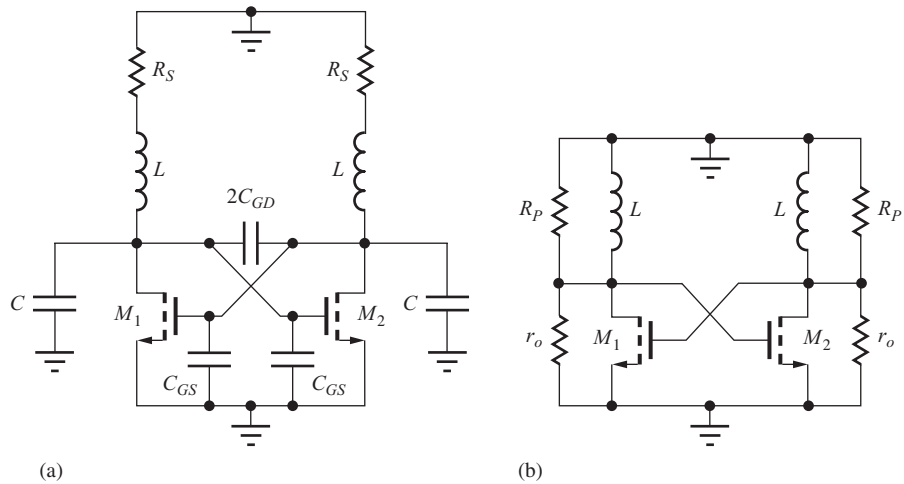 R_S R_S
L L
2C_GD
C M_1 M_2 C
C_GS C_GS
(a)
L L
R_P R_P
r_o M_1 M_2 r_o
(b)